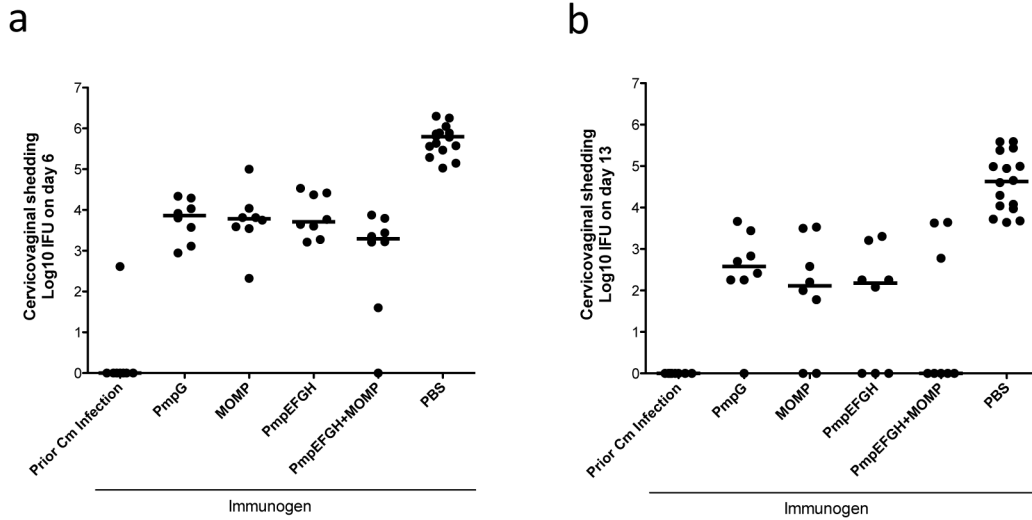 a
Cervicovaginal shedding
Log10 IFU on day 6
7
6
5
4
3
2
1
0
Prior Cm Infection
PmpG
MOMP
PmpEFGH
PmpEFGH+MOMP
PBS
Immunogen
b
Cervicovaginal shedding
Log10 IFU on day 13
7
6
5
4
3
2
1
0
Prior Cm Infection
PmpG
MOMP
PmpEFGH
PmpEFGH+MOMP
PBS
Immunogen